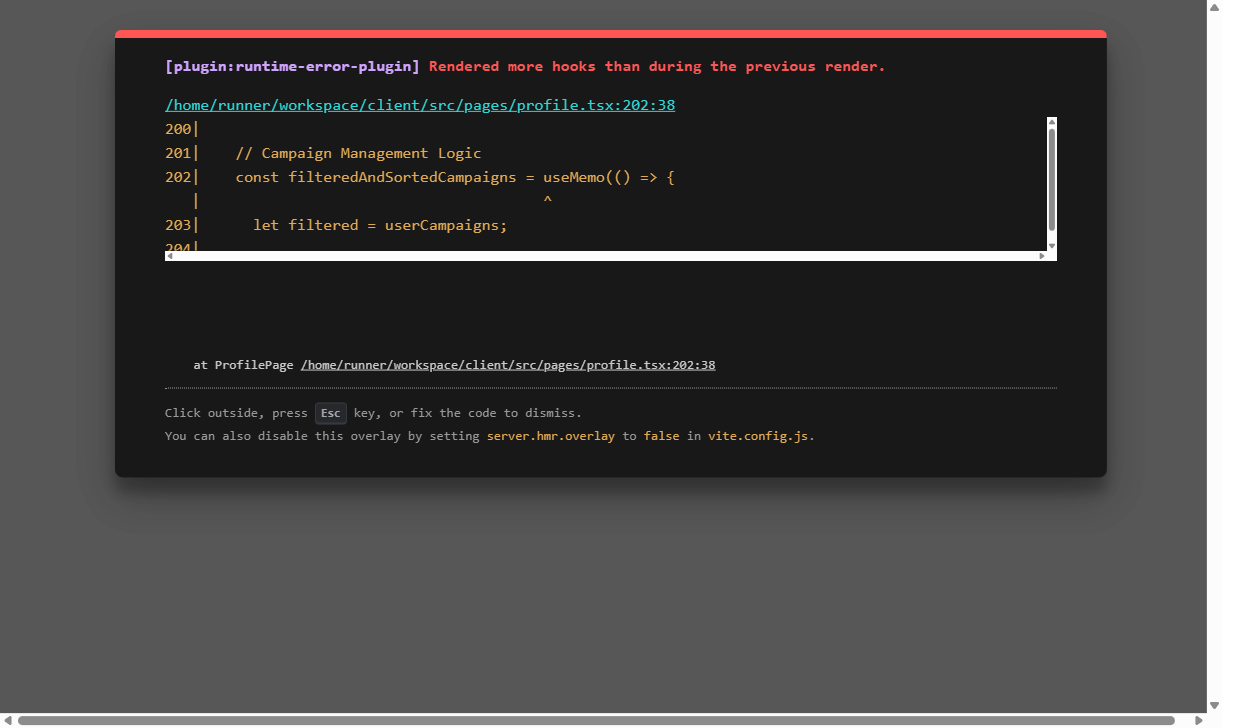 [plugin:runtime-error-plugin] Rendered more hooks than during the previous render.
/home/runner/workspace/client/src/pages/profile.tsx:202:38
200|
201|    // Campaign Management Logic
202|    const filteredAndSortedCampaigns = useMemo(() => {
   |                                       ^
203|      let filtered = userCampaigns;
204|
at ProfilePage /home/runner/workspace/client/src/pages/profile.tsx:202:38
Click outside, press Esc key, or fix the code to dismiss.
You can also disable this overlay by setting server.hmr.overlay to false in vite.config.js.